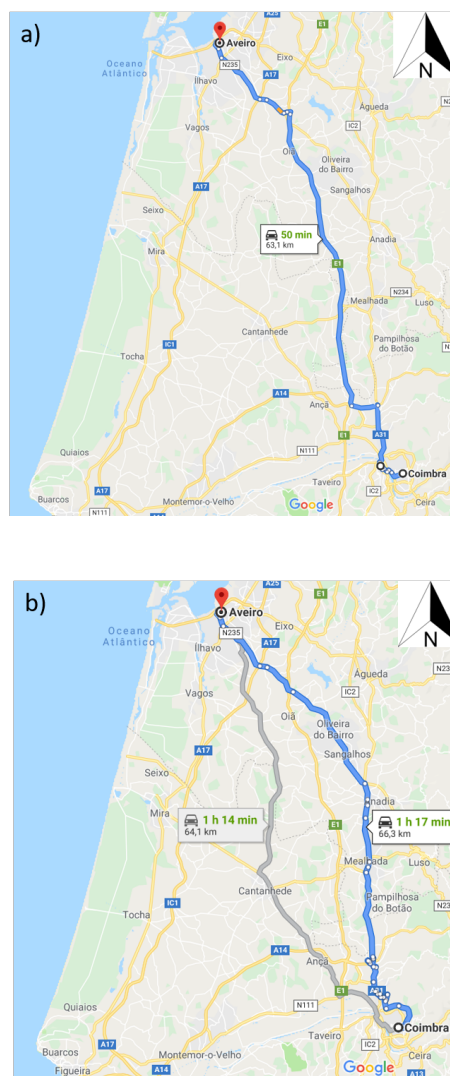 a)
A25
E1
N
Aveiro
Eixo
Oceano
Atlântico
N235
A17
Ílhavo
Águeda
Vagos
IC2
Oiã
Oliveira
do Bairro
A17
Sangalhos
Seixo
50 min
63,1 km
Anadia
Mira
E1
N234
Mealhada
Luso
Cantanhede
Pampilhosa
do Botão
IC1
Tocha
A14
Ançã
E1
A31
Quiaios
N111
Coimbra
A17
Taveiro
IC2
Buarcos
Montemor-o-Velho
Ceira
N111
Google
b)
A25
E1
N
Aveiro
Eixo
Oceano
Atlântico
N235
A17
Ílhavo
Águeda
Vagos
IC2
Oiã
Oliveira
do Bairro
A17
Sangalhos
Seixo
Anadia
Mira
1 h 14 min
64,1 km
E1
1 h 17 min
66,3 km
Mealhada
Luso
Cantanhede
Pampilhosa
do Botão
IC1
Tocha
A14
Ançã
E1
A31
Quiaios
N111
Coimbra
Taveiro
IC2
A17
Buarcos
Montemor-o-Velho
Ceira
Figueira
Google
A13